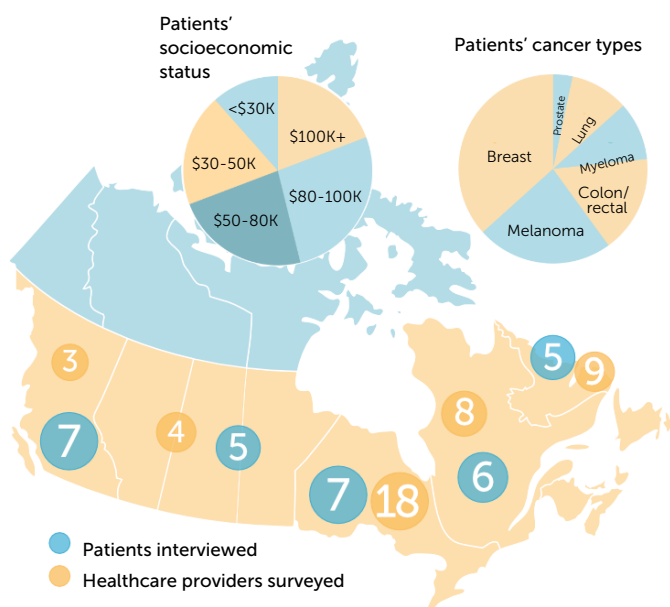 Patients'
socioeconomic
status
<$30K
$100K+
$30-50K
$80-100K
$50-80K
Patients' cancer types
Prostate
Lung
Breast
Myeloma
Colon/
rectal
Melanoma
3
7
4
5
7
18
8
6
5
9
Patients interviewed
Healthcare providers surveyed